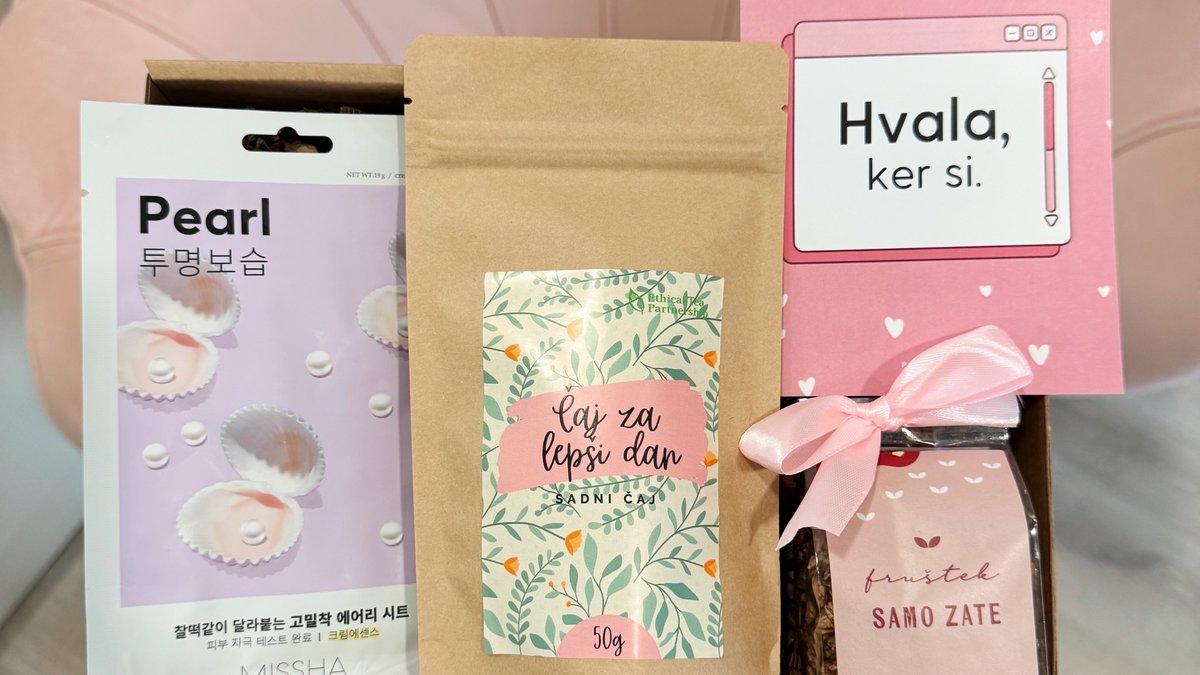 NET WT.19g /
Pearl
투명보습
찰떡같이 달라붙는 고밀착 에어리 시트
피부 자극 테스트 완료 | 크림에센스
MISSHA
Ethical Tea
Partnership
Čaj za
lepši dan
SADNI ČAJ
50g
Hvala,
ker si.
fruštek
SAMO ZATE